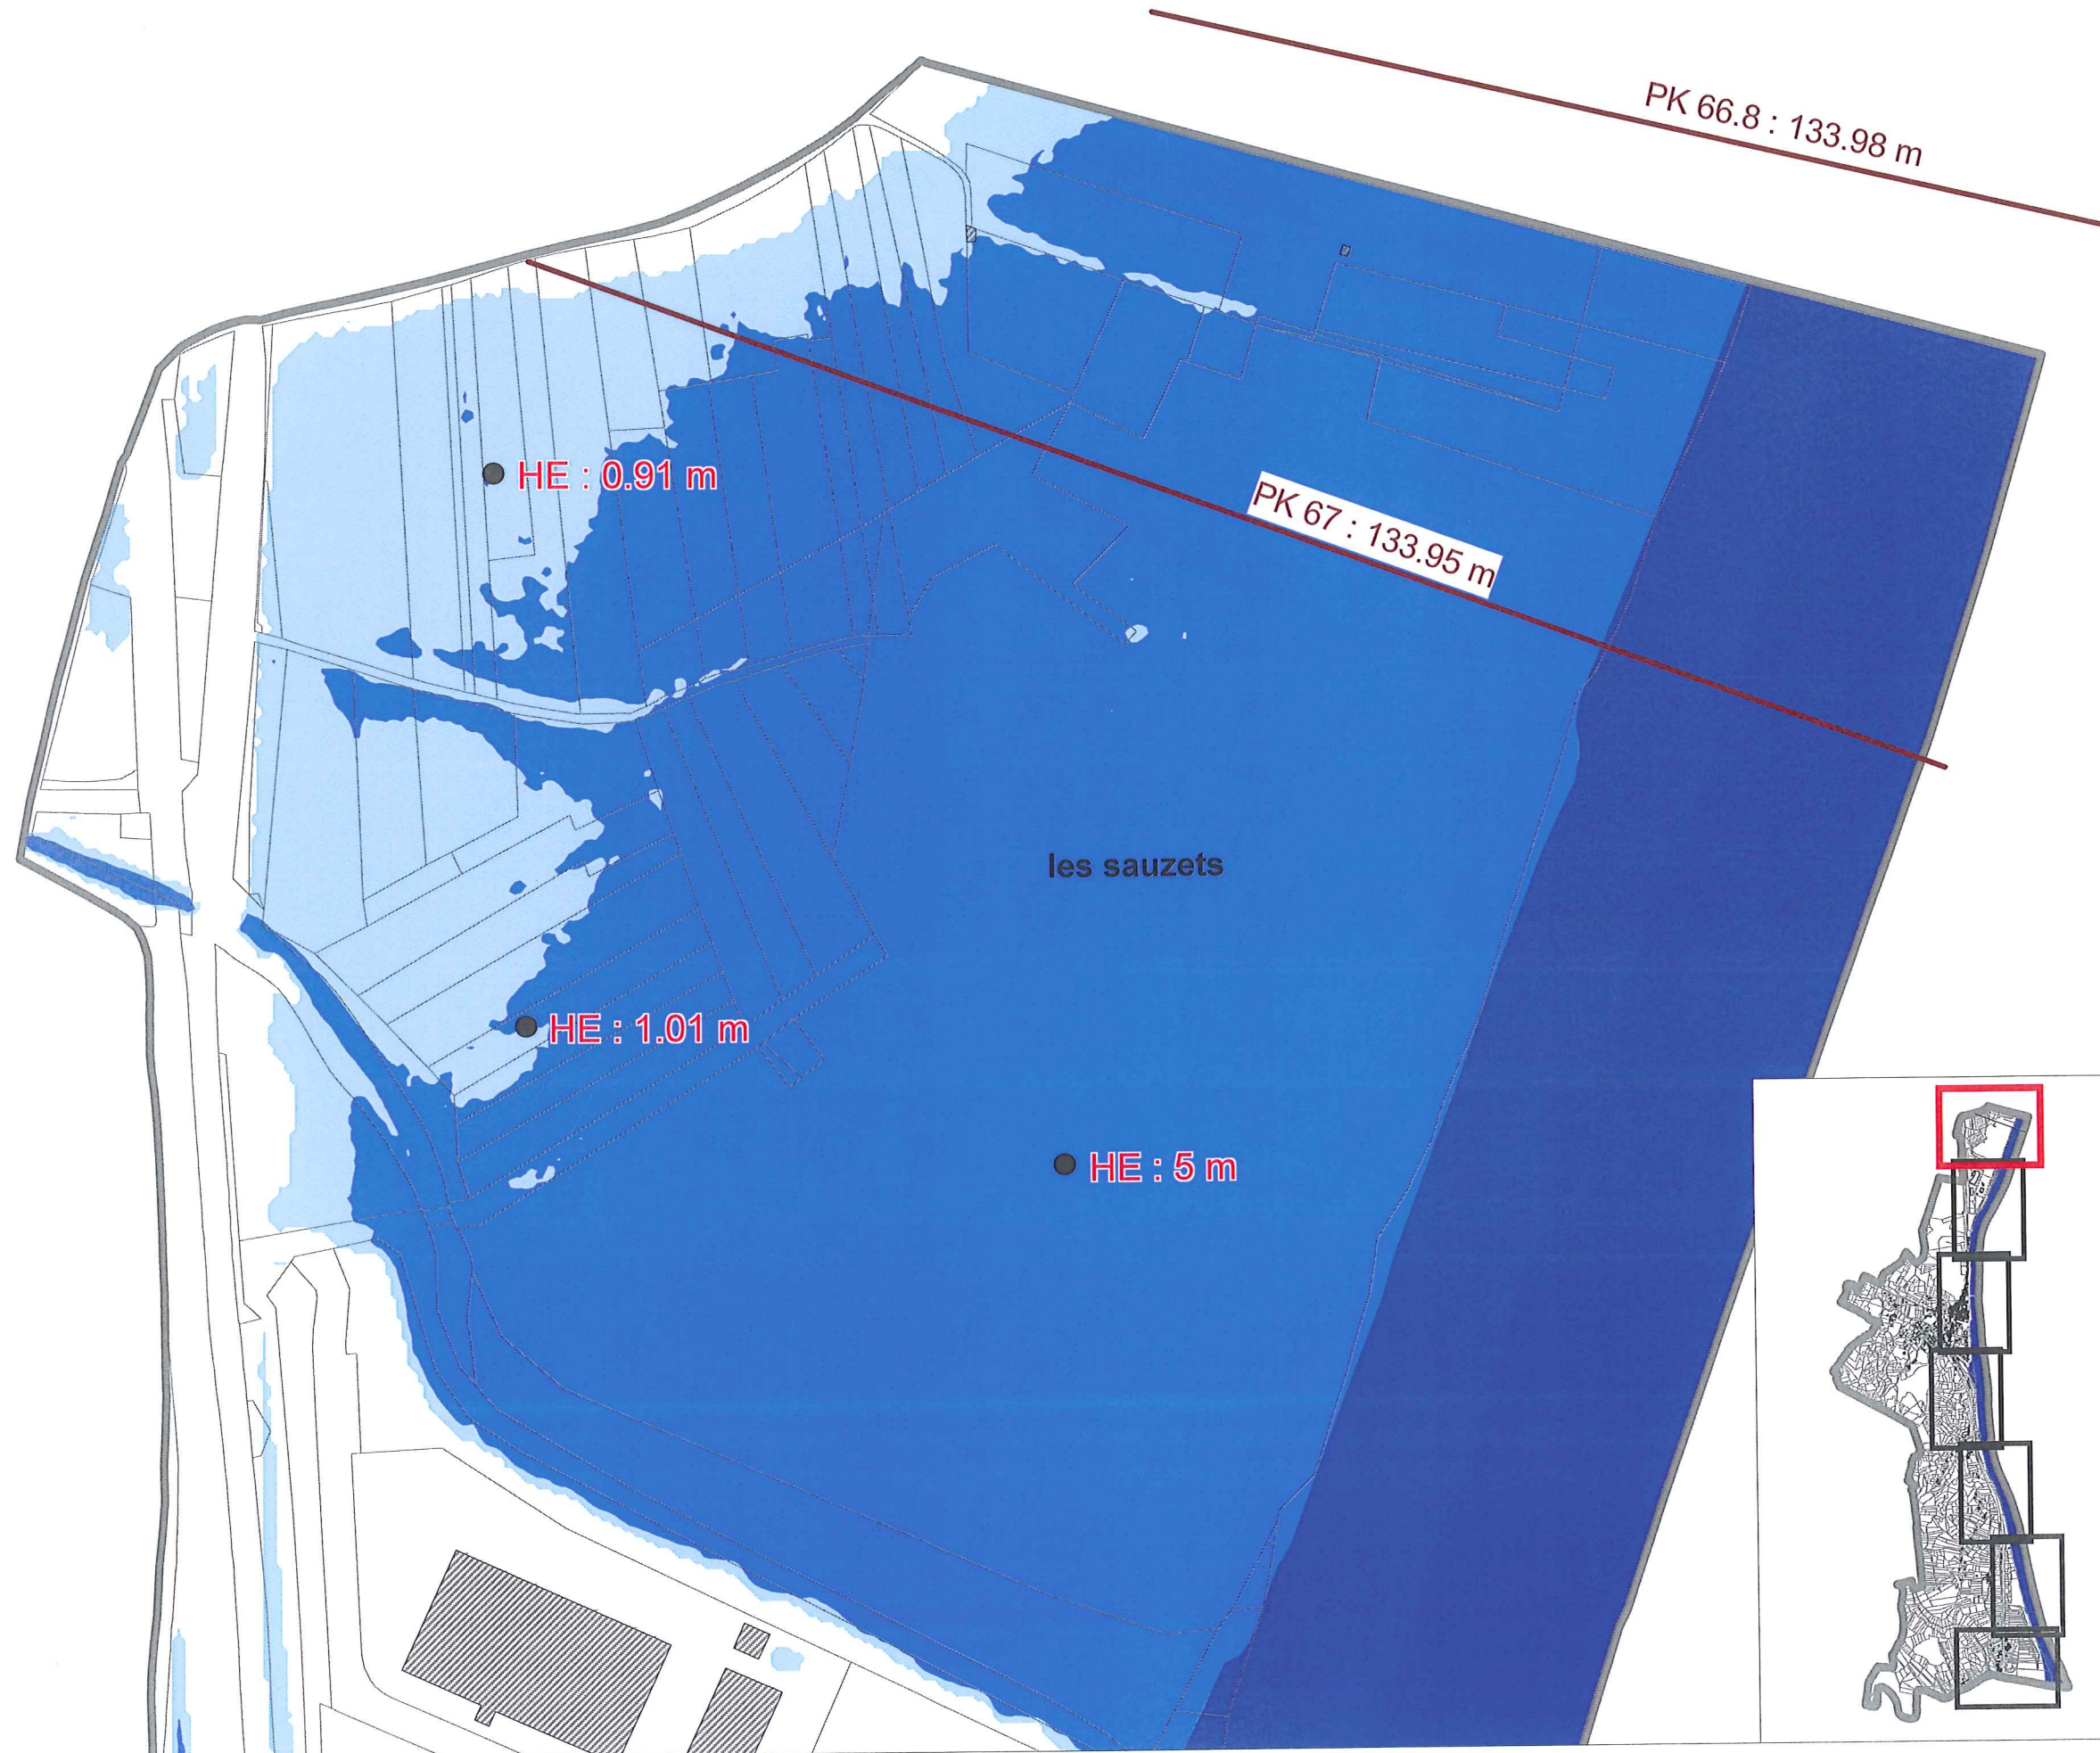 PK 66.8 : 133.98 m
HE : 0.91 m
PK 67 : 133.95 m
les sauzets
HE : 1.01 m
HE : 5 m